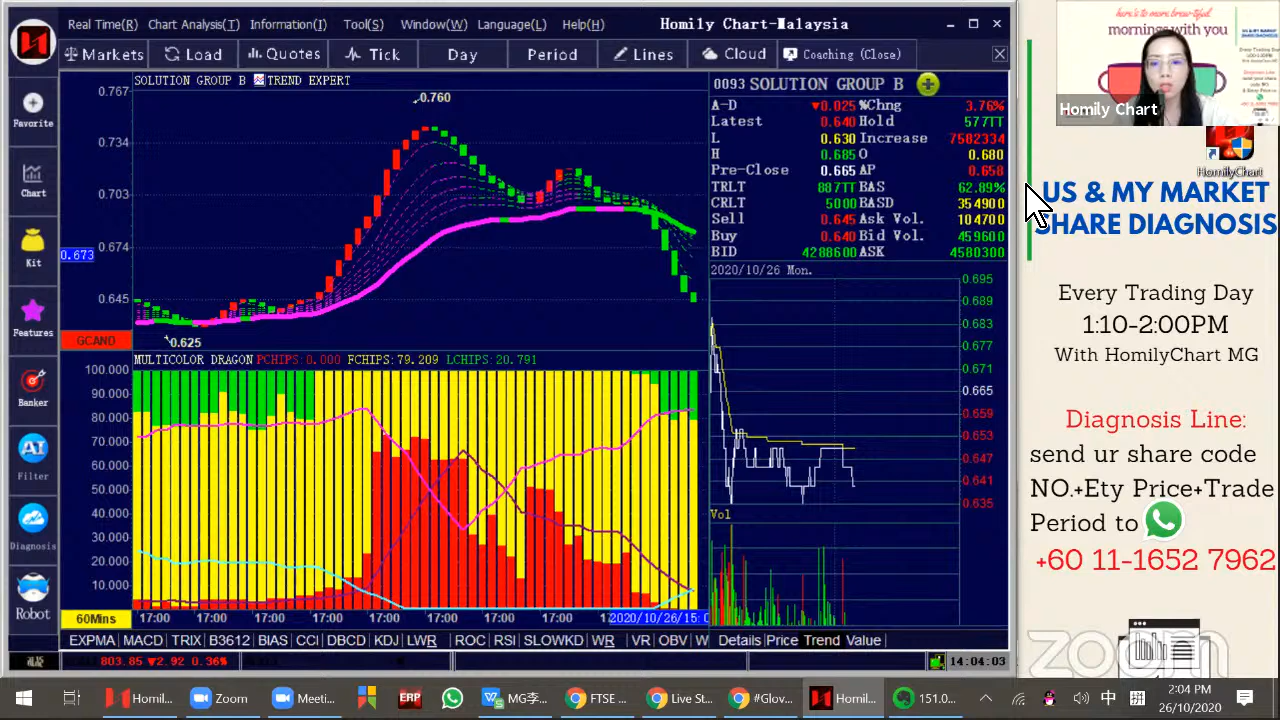 Real Time(R) Chart Analysis(T) Information(I) Tool(S) Language(L) Help(H) Homily Chart-Malaysia
Markets Load Quotes Tick Day Lines Cloud (Close)
Favorite
Chart
Kit
Features
Banker
Filter
Diagnosis
Robot
SOLUTION GROUP B TREND EXPERT
0.767
0.734
0.703
0.674
0.673
0.645
0.760
0.625
GCAND
MULTICOLOR DRAGON PCHIPS:0.000 FCHIPS:79.209 LCHIPS:20.791
100.000
90.000
80.000
70.000
60.000
50.000
40.000
30.000
20.000
10.000
60Mins 17:00 17:00 17:00 17:00 17:00 17:00 17:00 17:00 2020/10/26/15:0
EXPMA MACD TRIX B3612 BIAS CCI DBCD KDJ LWR ROC RSI SLOWKD WR VR OBV W Details Price Trend Value
0093 SOLUTION GROUP B
A-D ▼0.025 %Chng 3.76%
Latest 0.640 Hold 577TT
L 0.630 Increase 7582334
H 0.685 O 0.680
Pre-Close 0.665 AP 0.658
TRLT 887TT BAS 62.89%
CRLT 5000 BASD 354900
Sell 0.645 Ask Vol. 104700
Buy 0.640 Bid Vol. 459600
BID 4288600 ASK 4580300
2020/10/26 Mon.
0.695
0.689
0.683
0.677
0.671
0.665
0.659
0.653
0.647
0.641
0.635
Vol
803.85 ▼2.92 0.36%
14:04:03
here's to more brew-tiful
mornings with you
Homily Chart
HomilyChart
US & MY MARKET
SHARE DIAGNOSIS
Every Trading Day
1:10-2:00PM
With HomilyChart MG
Diagnosis Line:
send ur share code
NO.+Ety Price+Trade
Period to
+60 11-1652 7962
zoom
Homil... Zoom Meeti... ERP MG李... FTSE ... Live St... #Glov... Homil... 151.0... 中 拼
2:04 PM
26/10/2020